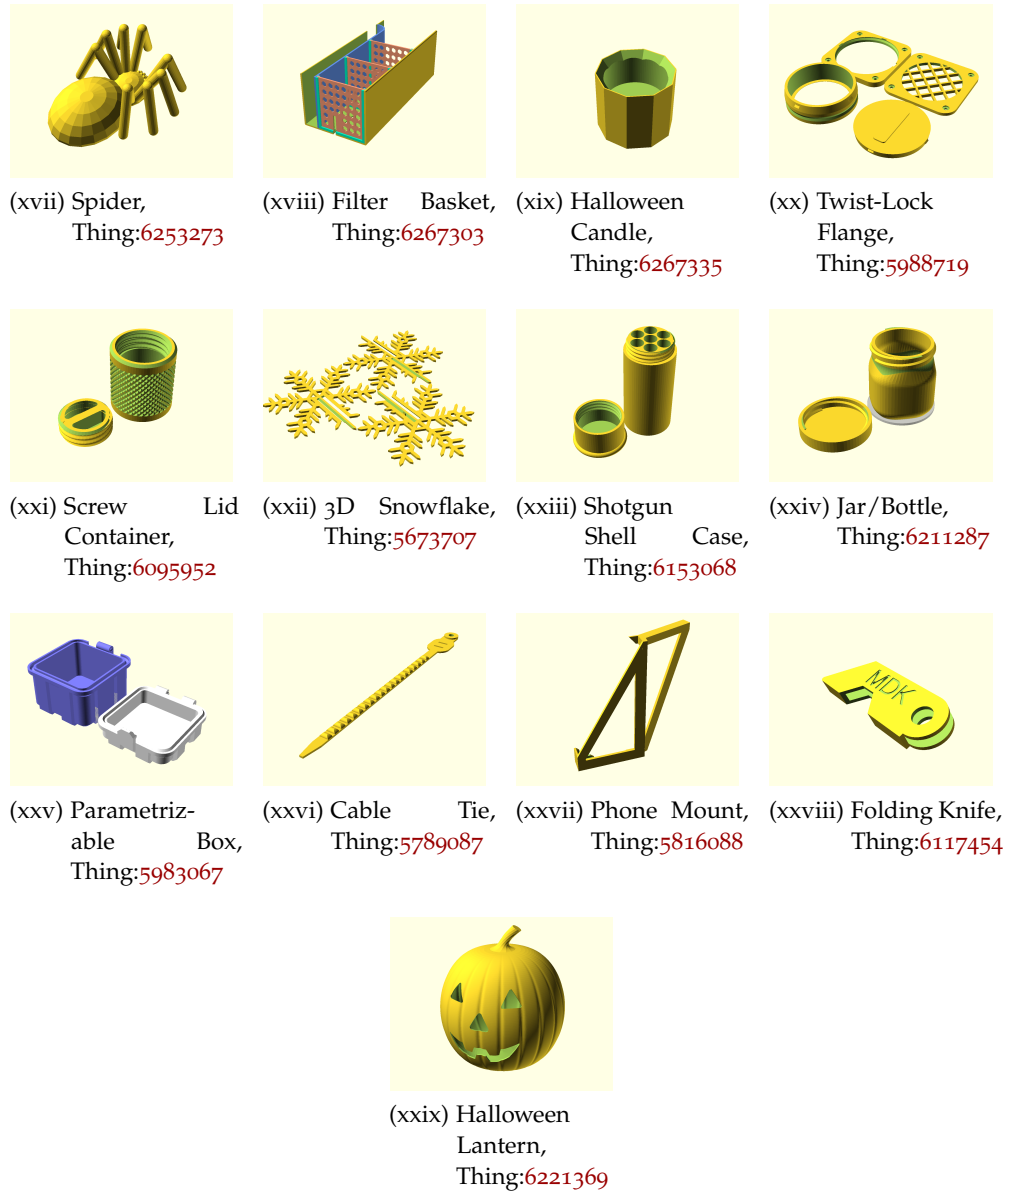 (xvii) Spider,
Thing:6253273
(xviii) Filter Basket,
Thing:6267303
(xix) Halloween
Candle,
Thing:6267335
(xx) Twist-Lock
Flange,
Thing:5988719
(xxi) Screw Lid
Container,
Thing:6095952
(xxii) 3D Snowflake,
Thing:5673707
(xxiii) Shotgun
Shell Case,
Thing:6153068
(xxiv) Jar/Bottle,
Thing:6211287
MDK
(xxv) Parametriz-
able Box,
Thing:5983067
(xxvi) Cable Tie,
Thing:5789087
(xxvii) Phone Mount,
Thing:5816088
(xxviii) Folding Knife,
Thing:6117454
(xxix) Halloween
Lantern,
Thing:6221369